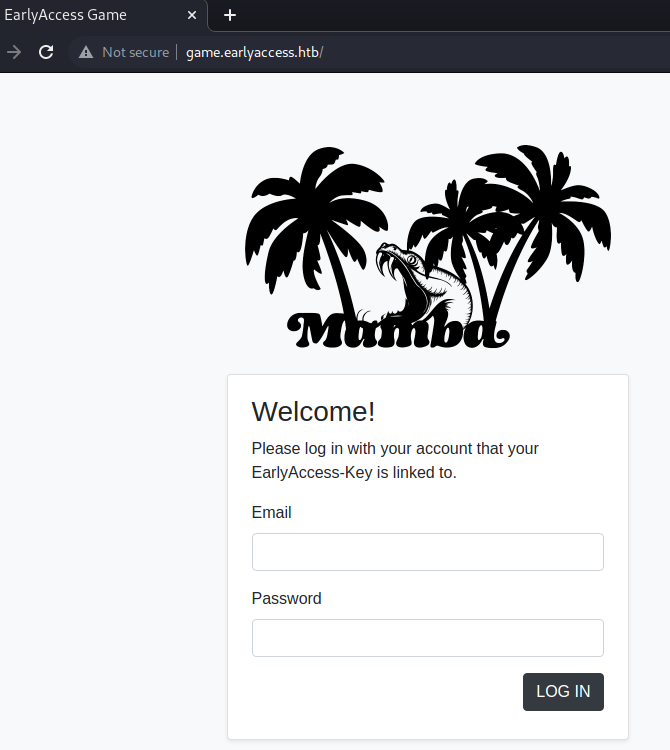 EarlyAccess Game
Not secure game.earlyaccess.htb/
Mamba
Welcome!
Please log in with your account that your
EarlyAccess-Key is linked to.
Email
Password
LOG IN